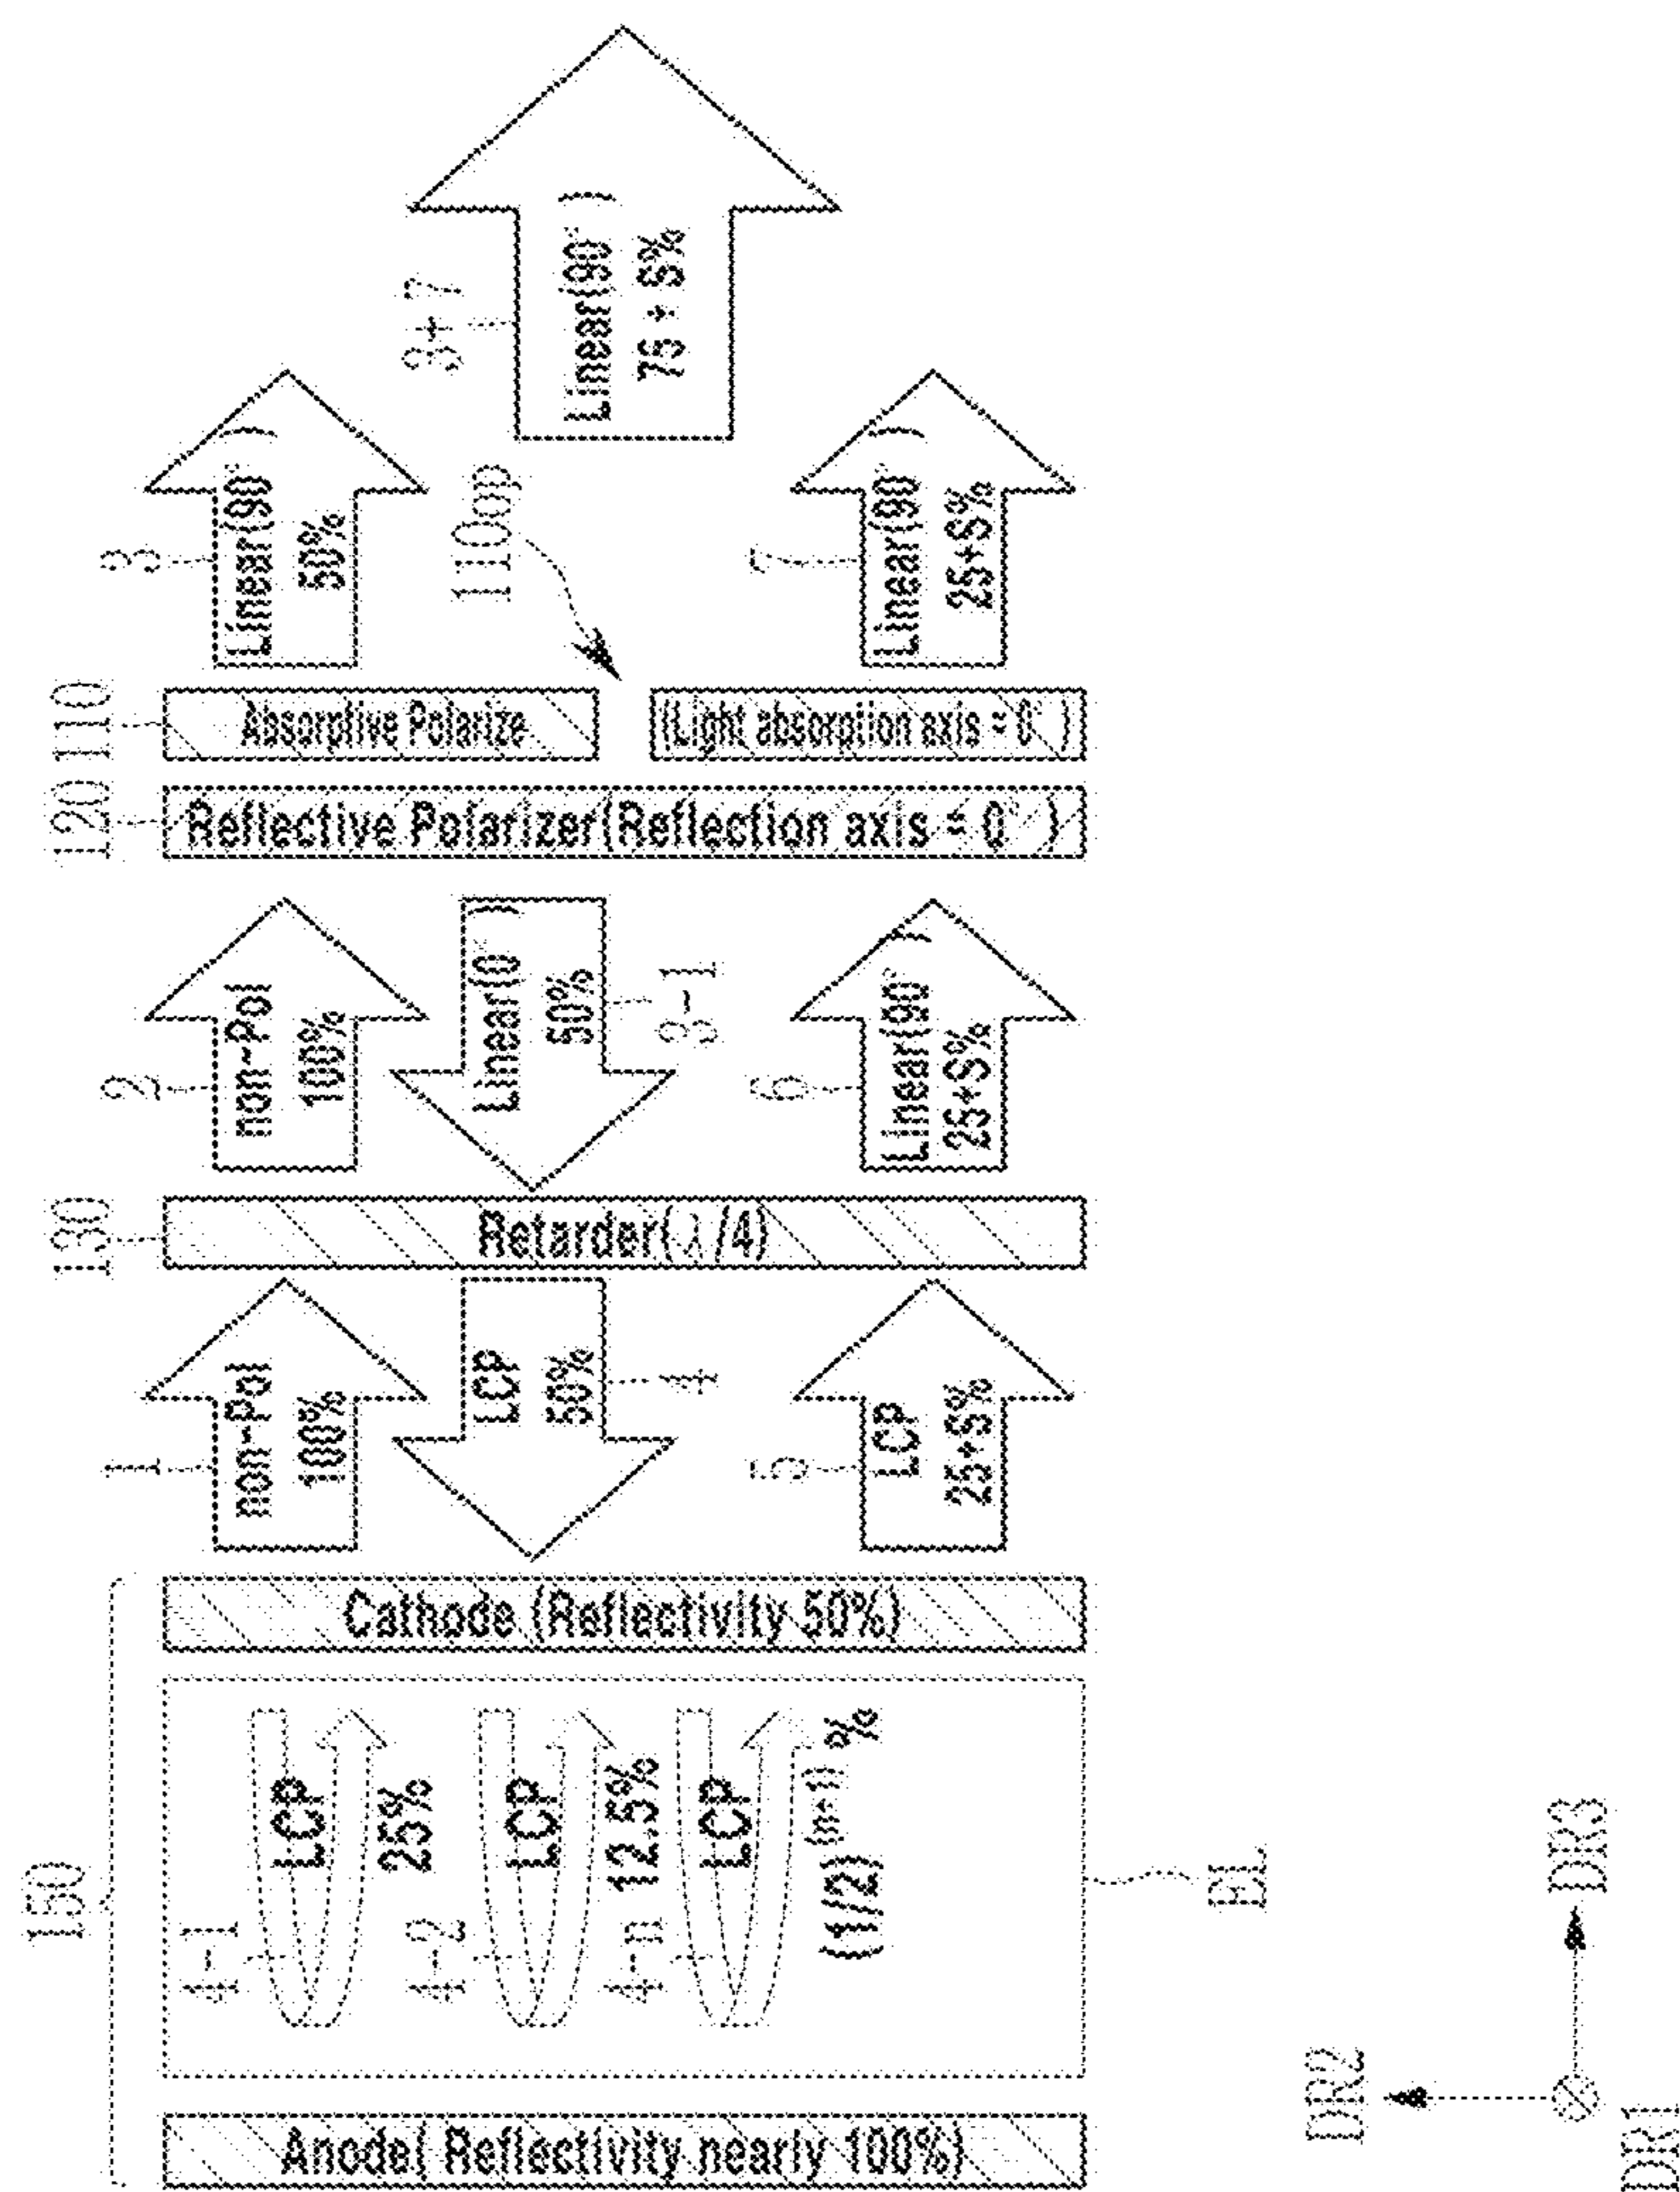 3+7
Linear(90° )
75 + S%
3
Linear(90° )
50%
110op
7
Linear(90° )
25+S%
110
Absorptive Polarize
(Light absorption axis = 0° )
120
Reflective Polarizer(Reflection axis = 0° )
2
non-Pol
100%
Linear(0° )
50%
3-1
6
Linear(90° )
25+S%
130
Retarder(λ/4)
1
non-Pol
100%
LCP
50%
4
5
LCP
25+S%
150
Cathode (Reflectivity 50%)
4-1
LCP
25%
4-2
LCP
12.5%
4-n
LCP
(1/2) (n+1) %
EL
Anode( Reflectivity nearly 100%)
DR2
DR3
DR1